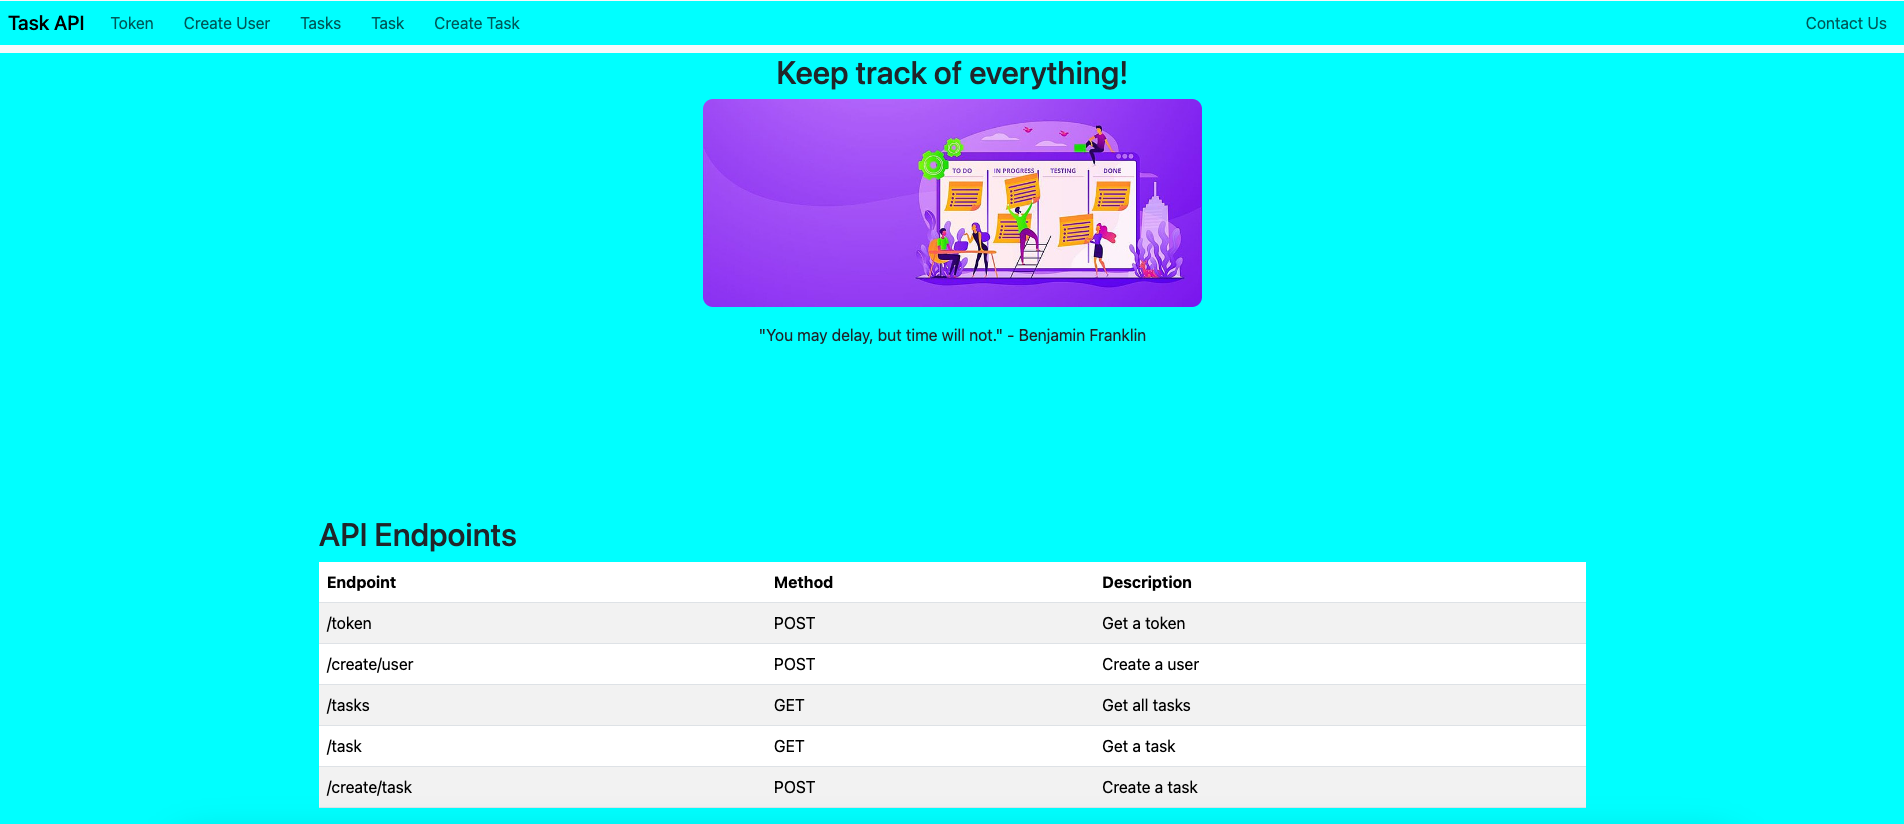 Task API Token Create User Tasks Task Create Task Contact Us
Keep track of everything!
TO DO IN PROGRESS TESTING DONE
"You may delay, but time will not." - Benjamin Franklin
API Endpoints
Endpoint Method Description
/token POST Get a token
/create/user POST Create a user
/tasks GET Get all tasks
/task GET Get a task
/create/task POST Create a task